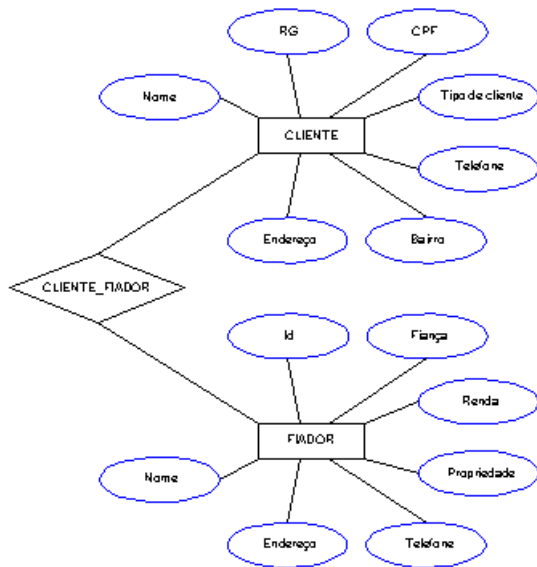 RG
CPF
Nome
Tipo de cliente
CLIENTE
Telefone
Endereço
Bairro
CLIENTE_FIADOR
Id
Fiança
Renda
FIADOR
Nome
Propriedade
Endereço
Telefone